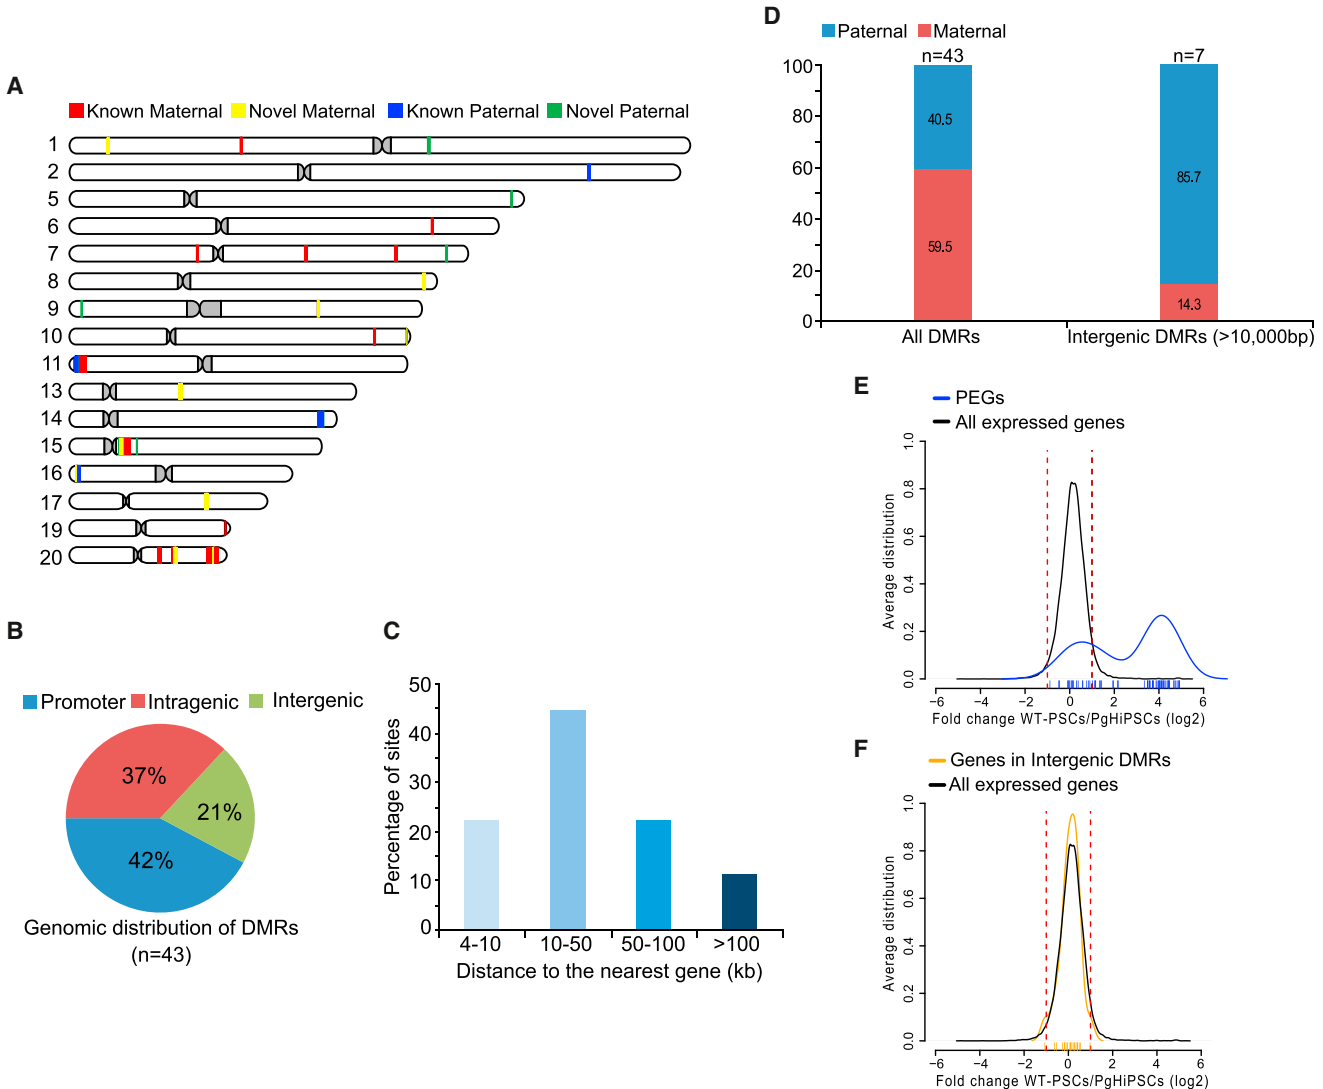 A
Known Maternal Novel Maternal Known Paternal Novel Paternal
1
2
5
6
7
8
9
10
11
13
14
15
16
17
19
20
B
Promoter Intragenic Intergenic
37%
21%
42%
Genomic distribution of DMRs
(n=43)
C
Percentage of sites
50
40
30
20
10
0
4-10 10-50 50-100 >100
Distance to the nearest gene (kb)
D
Paternal Maternal
n=43 n=7
100
80
60
40
20
0
40.5
59.5
85.7
14.3
All DMRs Intergenic DMRs (>10,000bp)
E
PEGs
All expressed genes
Average distribution
1.0
0.8
0.6
0.4
0.2
0.0
−6 −4 −2 0 2 4 6
Fold change WT-PSCs/PgHiPSCs (log2)
F
Genes in Intergenic DMRs
All expressed genes
Average distribution
1.0
0.8
0.6
0.4
0.2
0.0
−6 −4 −2 0 2 4 6
Fold change WT-PSCs/PgHiPSCs (log2)